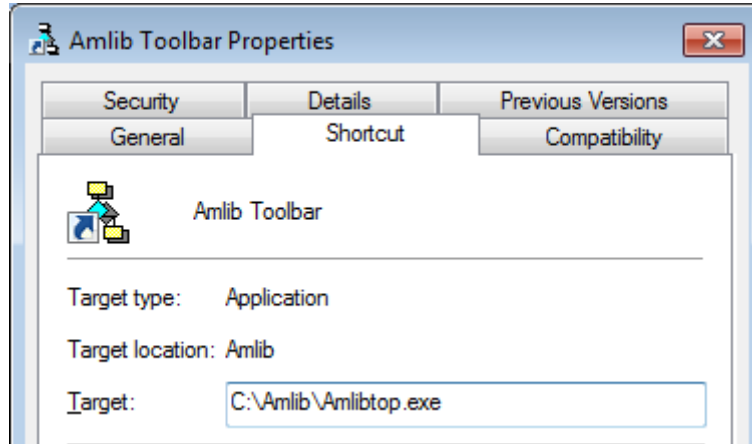 Amlib Toolbar Properties
Security Details Previous Versions
General Shortcut Compatibility
Amlib Toolbar
Target type: Application
Target location: Amlib
Target: C:\Amlib\Amlibtop.exe